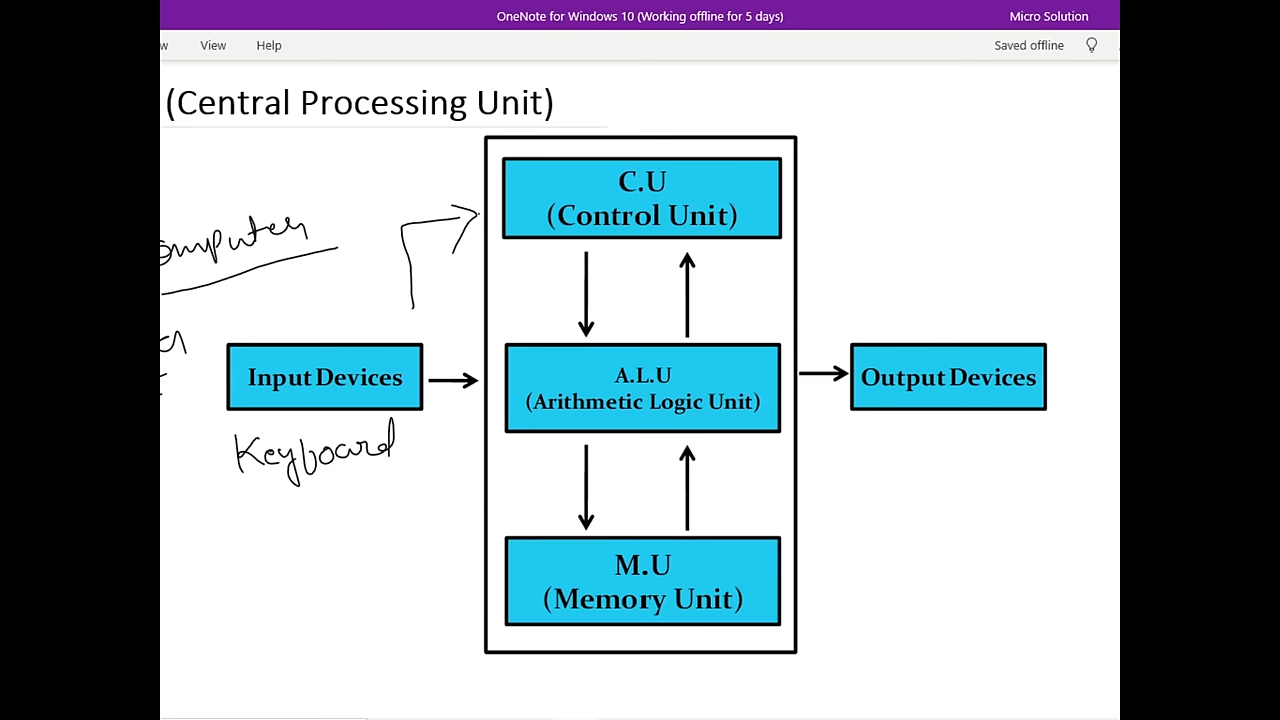 OneNote for Windows 10 (Working offline for 5 days)
Micro Solution
View
Help
Saved offline
(Central Processing Unit)
C.U
(Control Unit)
omputer
Input Devices
A.L.U
(Arithmetic Logic Unit)
Output Devices
Keyboard
M.U
(Memory Unit)